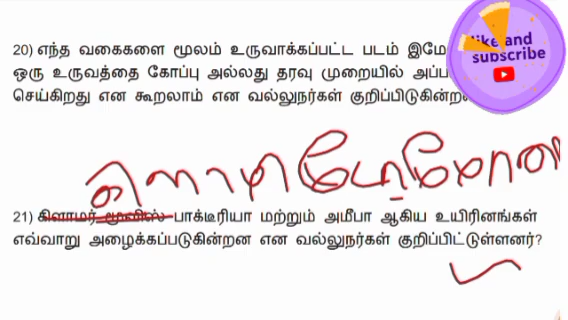 20) எந்த வகைகளை மூலம் உருவாக்கப்பட்ட படம்
ஒரு உருவத்தை கோப்பு அல்லது தரவு முறையில்
செய்கிறது என கூறலாம் என வல்லுநர்கள்
like and
subscribe
21) கிளாமர் மூவிஸ் பாக்டீரியா மற்றும் அமீபா ஆகிய உயிரினங்கள்
எவ்வாறு அழைக்கப்படுகின்றன என வல்லுநர்கள் குறிப்பிட்டுள்ளனர்?